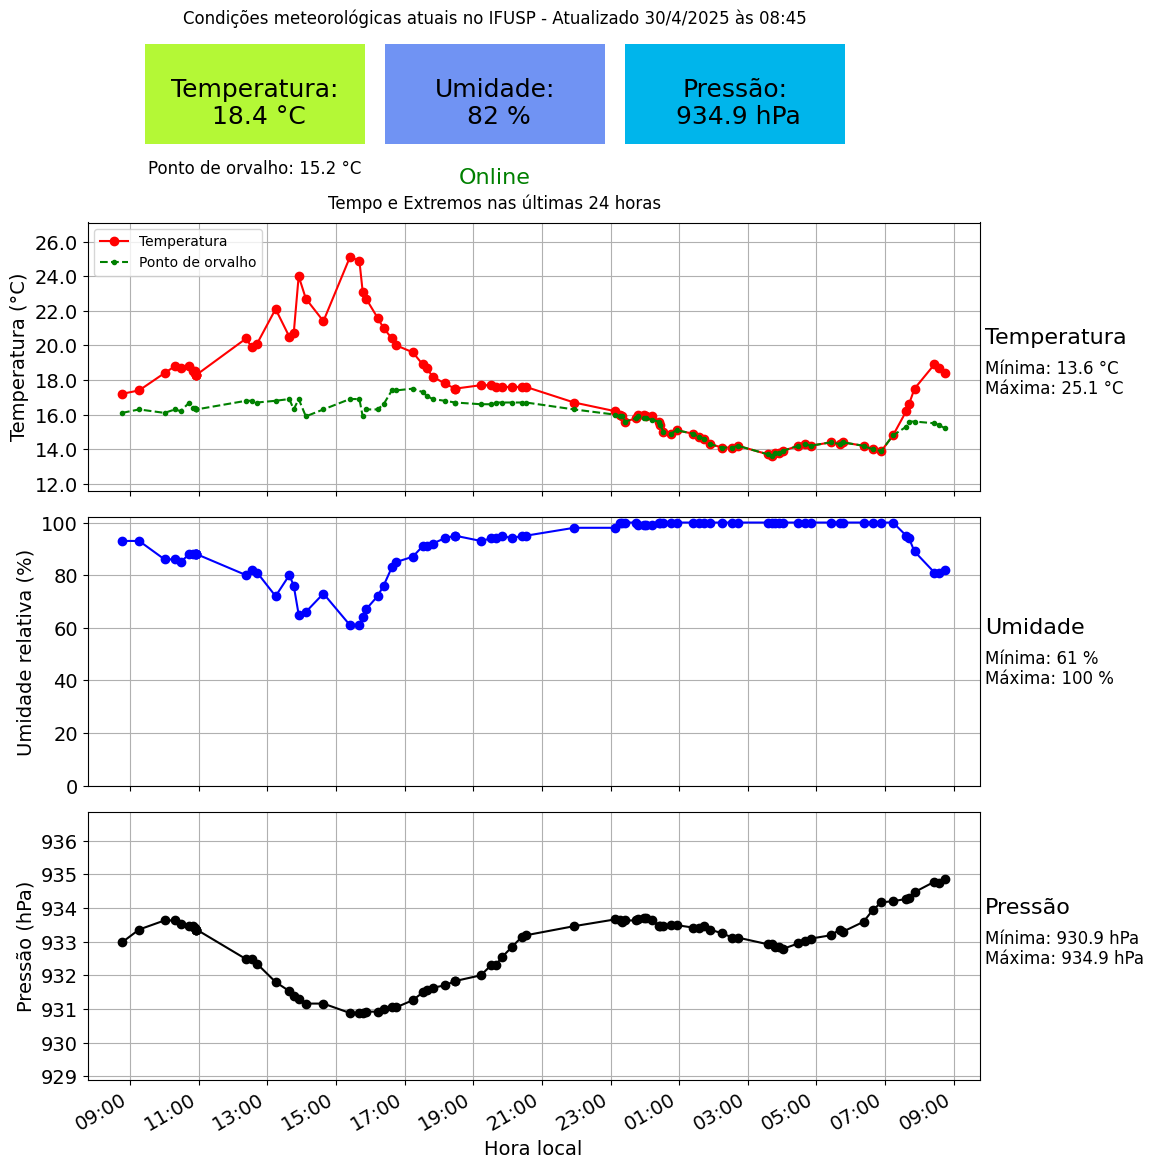 Condições meteorológicas atuais no IFUSP - Atualizado 30/4/2025 às 08:45
Temperatura:
18.4 °C
Umidade:
82 %
Pressão:
934.9 hPa
Ponto de orvalho: 15.2 °C
Online
Tempo e Extremos nas últimas 24 horas
Temperatura (°C)
26.0
24.0
22.0
20.0
18.0
16.0
14.0
12.0
Temperatura
Ponto de orvalho
Temperatura
Mínima: 13.6 °C
Máxima: 25.1 °C
Umidade relativa (%)
100
80
60
40
20
0
Umidade
Mínima: 61 %
Máxima: 100 %
Pressão (hPa)
936
935
934
933
932
931
930
929
Pressão
Mínima: 930.9 hPa
Máxima: 934.9 hPa
09:00 11:00 13:00 15:00 17:00 19:00 21:00 23:00 01:00 03:00 05:00 07:00 09:00
Hora local